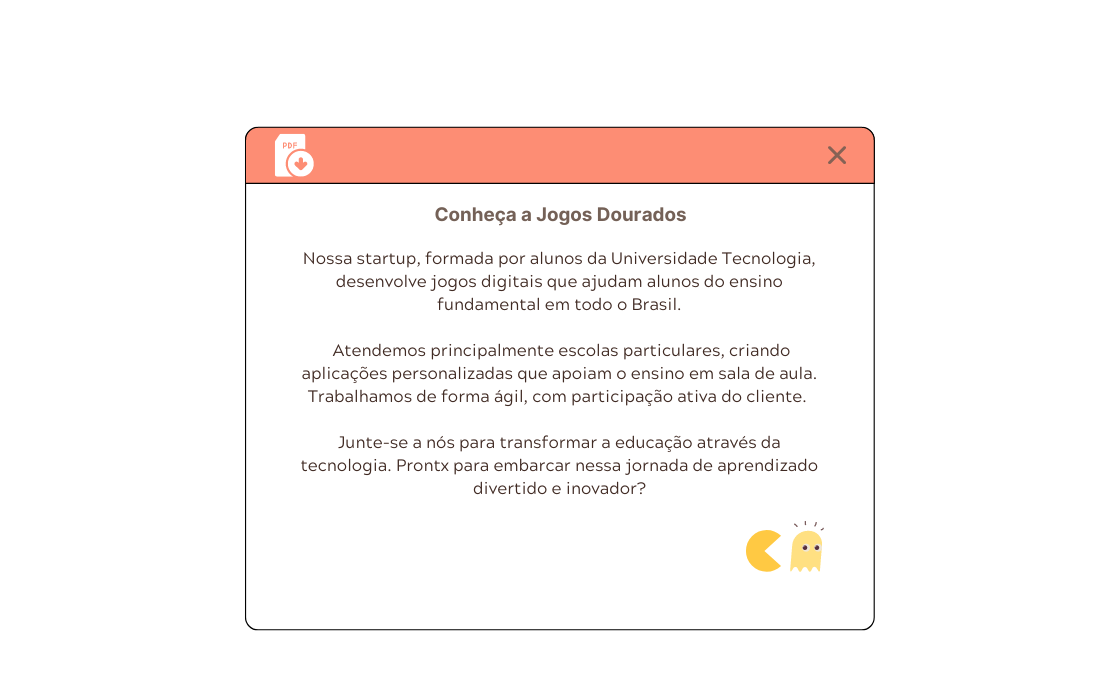 PDF
Conheça a Jogos Dourados
Nossa startup, formada por alunos da Universidade Tecnologia,
desenvolve jogos digitais que ajudam alunos do ensino
fundamental em todo o Brasil.
Atendemos principalmente escolas particulares, criando
aplicações personalizadas que apoiam o ensino em sala de aula.
Trabalhamos de forma ágil, com participação ativa do cliente.
Junte-se a nós para transformar a educação através da
tecnologia. Prontx para embarcar nessa jornada de aprendizado
divertido e inovador?